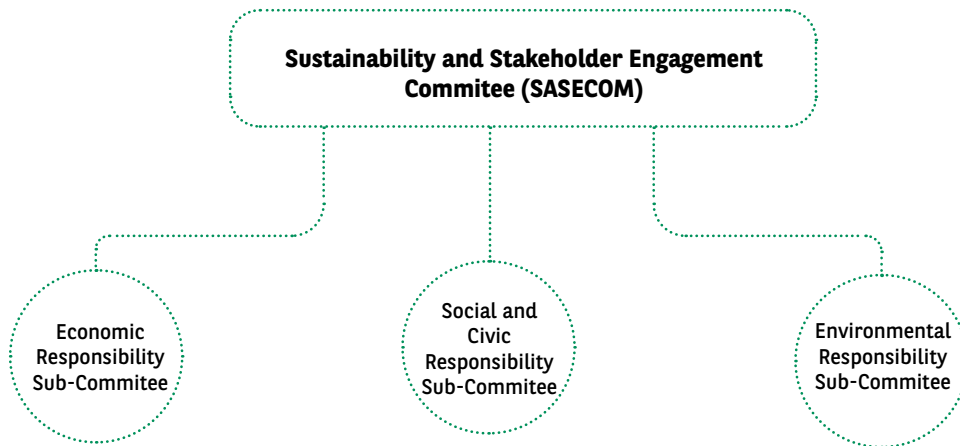 Sustainability and Stakeholder Engagement
Commitee (SASECOM)
Economic
Responsibility
Sub-Commitee
Social and
Civic
Responsibility
Sub-Commitee
Environmental
Responsibility
Sub-Commitee